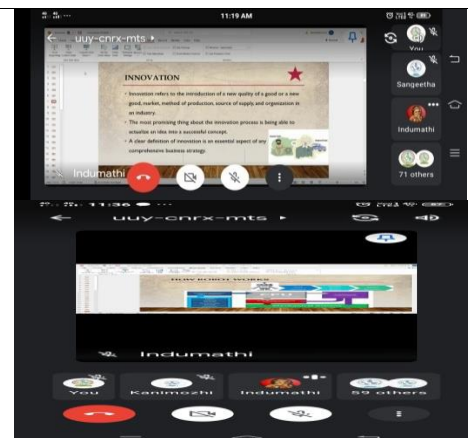 11:19 AM
uuy-cnrx-mts
You
INNOVATION
Innovation refers to the introduction of a new quality of a good or a new
good, market, method of production, source of supply, and organization in
an industry.
The most promising thing about the innovation process is being able to
actualize an idea into a successful concept.
A clear definition of innovation is an essential aspect of any
comprehensive business strategy.
Sangeetha
Indumathi
Indumathi
71 others
11:36
uuy-cnrx-mts
HOW ROBOT WORKS
CPU
Indumathi
You
Kanimozhi
Indumathi
59 others